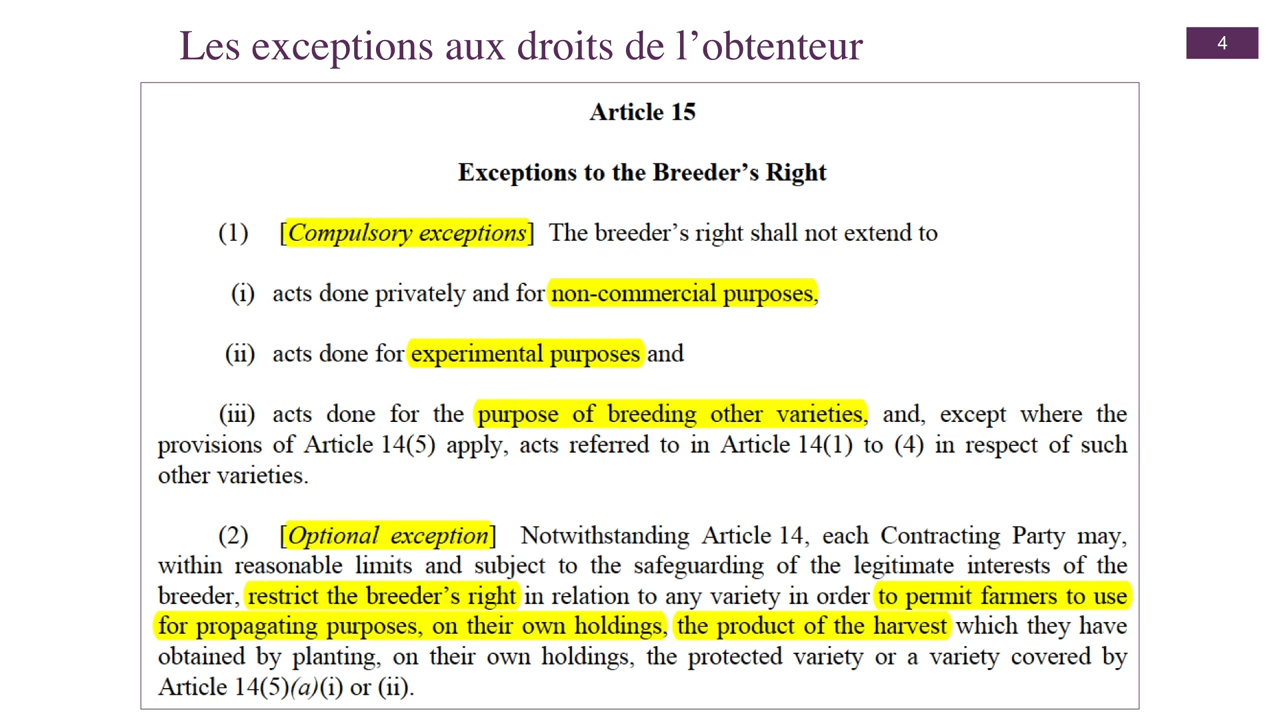 Les exceptions aux droits de l’obtenteur
4
Article 15
Exceptions to the Breeder’s Right
(1) [Compulsory exceptions] The breeder’s right shall not extend to
(i) acts done privately and for non-commercial purposes,
(ii) acts done for experimental purposes and
(iii) acts done for the purpose of breeding other varieties, and, except where the
provisions of Article 14(5) apply, acts referred to in Article 14(1) to (4) in respect of such
other varieties.
(2) [Optional exception] Notwithstanding Article 14, each Contracting Party may,
within reasonable limits and subject to the safeguarding of the legitimate interests of the
breeder, restrict the breeder’s right in relation to any variety in order to permit farmers to use
for propagating purposes, on their own holdings, the product of the harvest which they have
obtained by planting, on their own holdings, the protected variety or a variety covered by
Article 14(5)(a)(i) or (ii).